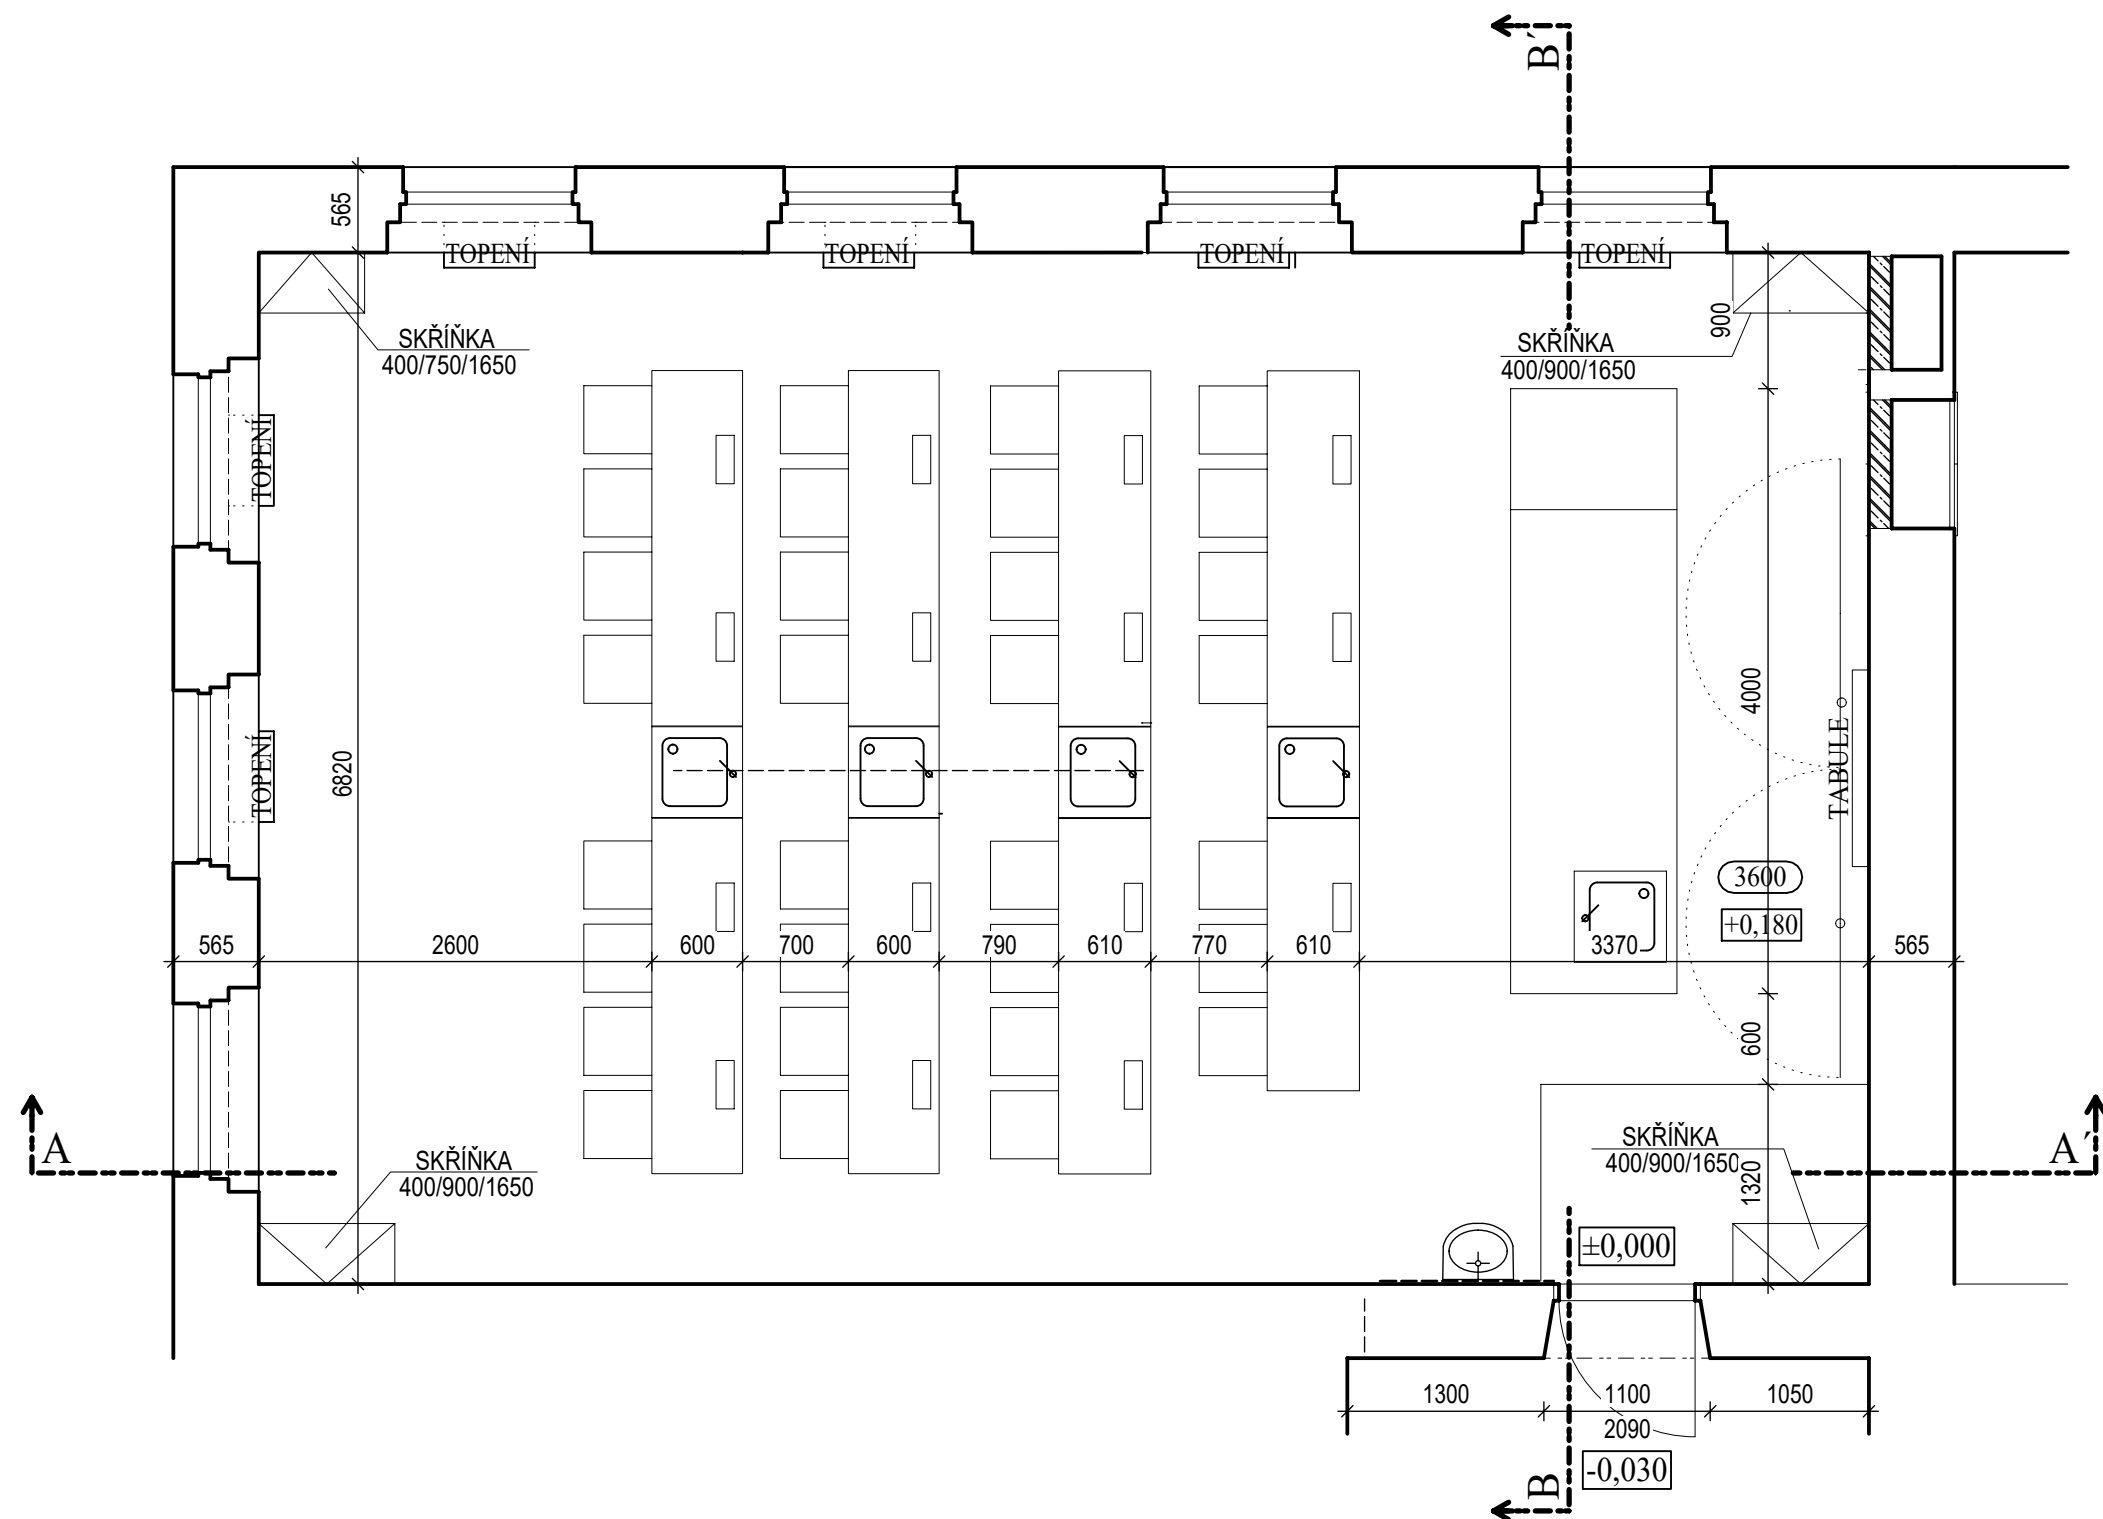 B´
565
TOPENÍ
TOPENÍ
TOPENÍ
TOPENÍ
SKŘÍŇKA
400/750/1650
900
SKŘÍŇKA
400/900/1650
TOPENÍ
TOPENÍ
6820
4000
TABULE
3600
+0,180
565
2600
600
700
600
790
610
770
610
3370
565
600
A
SKŘÍŇKA
400/900/1650
SKŘÍŇKA
400/900/1650
1320
A´
±0,000
1300
1100
1050
2090
B
-0,030